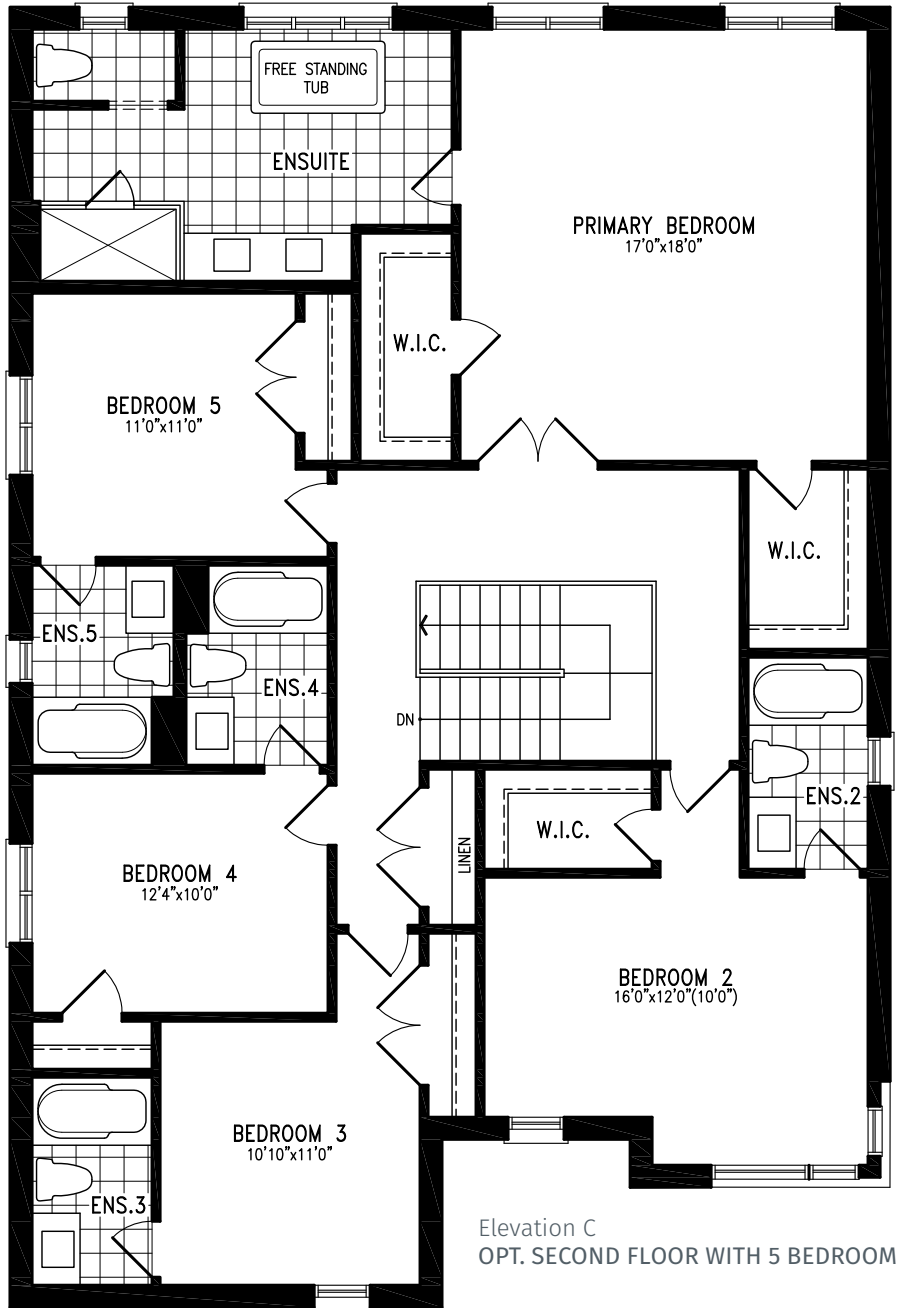 FREE STANDING
TUB
ENSUITE
PRIMARY BEDROOM
17'0"x18'0"
W.I.C.
BEDROOM 5
11'0"x11'0"
W.I.C.
ENS.5
ENS.4
DN
ENS.2
W.I.C.
LINEN
BEDROOM 4
12'4"x10'0"
BEDROOM 2
16'0"x12'0"(10'0")
BEDROOM 3
10'10"x11'0"
ENS.3
Elevation C
OPT. SECOND FLOOR WITH 5 BEDROOM